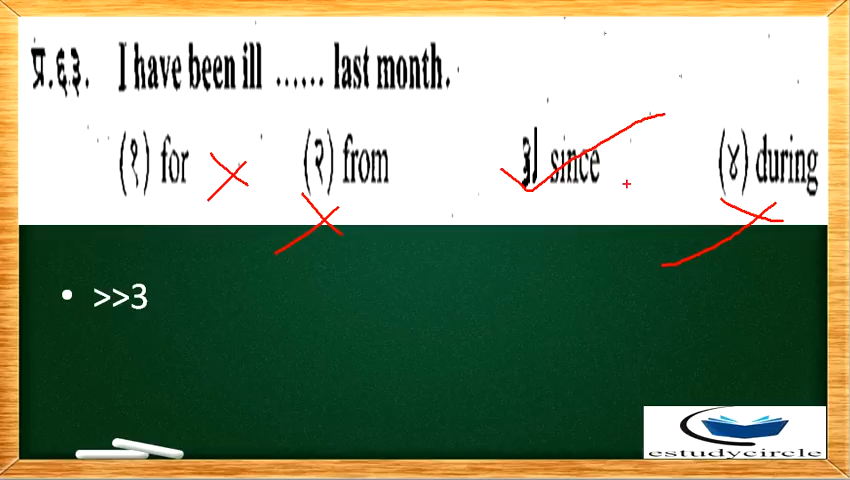 प्र.६३. I have been ill ...... last month.
(१) for (२) from (३) since (४) during
• >>3
estudycircle